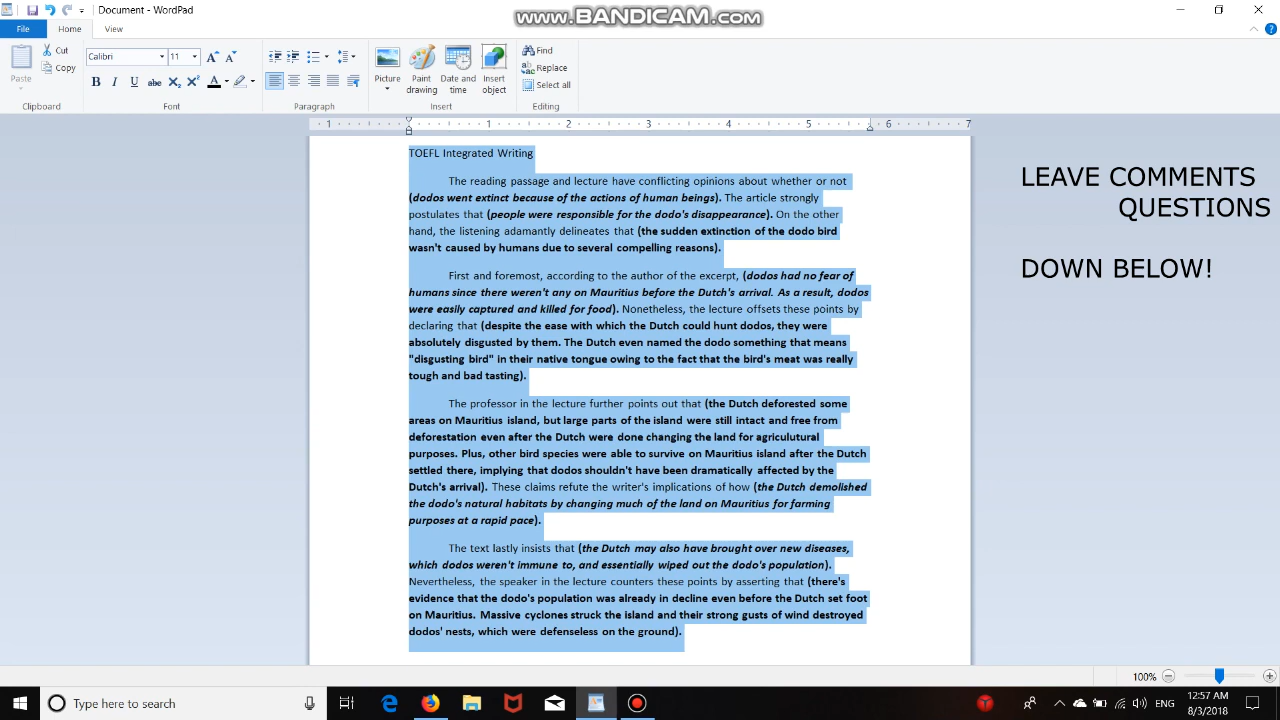 Document - WordPad
www.BANDICAM.com
File
Home
View
Paste
Cut
Copy
Clipboard
Calibri
11
A A
B I U abc X₂ X² A
Font
Paragraph
Picture
Paint drawing
Date and time
Insert object
Insert
Find
Replace
Select all
Editing
1 1 2 3 4 5 6 7
TOEFL Integrated Writing
The reading passage and lecture have conflicting opinions about whether or not
(dodos went extinct because of the actions of human beings). The article strongly
postulates that (people were responsible for the dodo's disappearance). On the other
hand, the listening adamantly delineates that (the sudden extinction of the dodo bird
wasn't caused by humans due to several compelling reasons).
First and foremost, according to the author of the excerpt, (dodos had no fear of
humans since there weren't any on Mauritius before the Dutch's arrival. As a result, dodos
were easily captured and killed for food). Nonetheless, the lecture offsets these points by
declaring that (despite the ease with which the Dutch could hunt dodos, they were
absolutely disgusted by them. The Dutch even named the dodo something that means
"disgusting bird" in their native tongue owing to the fact that the bird's meat was really
tough and bad tasting).
The professor in the lecture further points out that (the Dutch deforested some
areas on Mauritius island, but large parts of the island were still intact and free from
deforestation even after the Dutch were done changing the land for agriculutural
purposes. Plus, other bird species were able to survive on Mauritius island after the Dutch
settled there, implying that dodos shouldn't have been dramatically affected by the
Dutch's arrival). These claims refute the writer's implications of how (the Dutch demolished
the dodo's natural habitats by changing much of the land on Mauritius for farming
purposes at a rapid pace).
The text lastly insists that (the Dutch may also have brought over new diseases,
which dodos weren't immune to, and essentially wiped out the dodo's population).
Nevertheless, the speaker in the lecture counters these points by asserting that (there's
evidence that the dodo's population was already in decline even before the Dutch set foot
on Mauritius. Massive cyclones struck the island and their strong gusts of wind destroyed
dodos' nests, which were defenseless on the ground).
LEAVE COMMENTS
QUESTIONS
DOWN BELOW!
100%
Type here to search
ENG
12:57 AM
8/3/2018